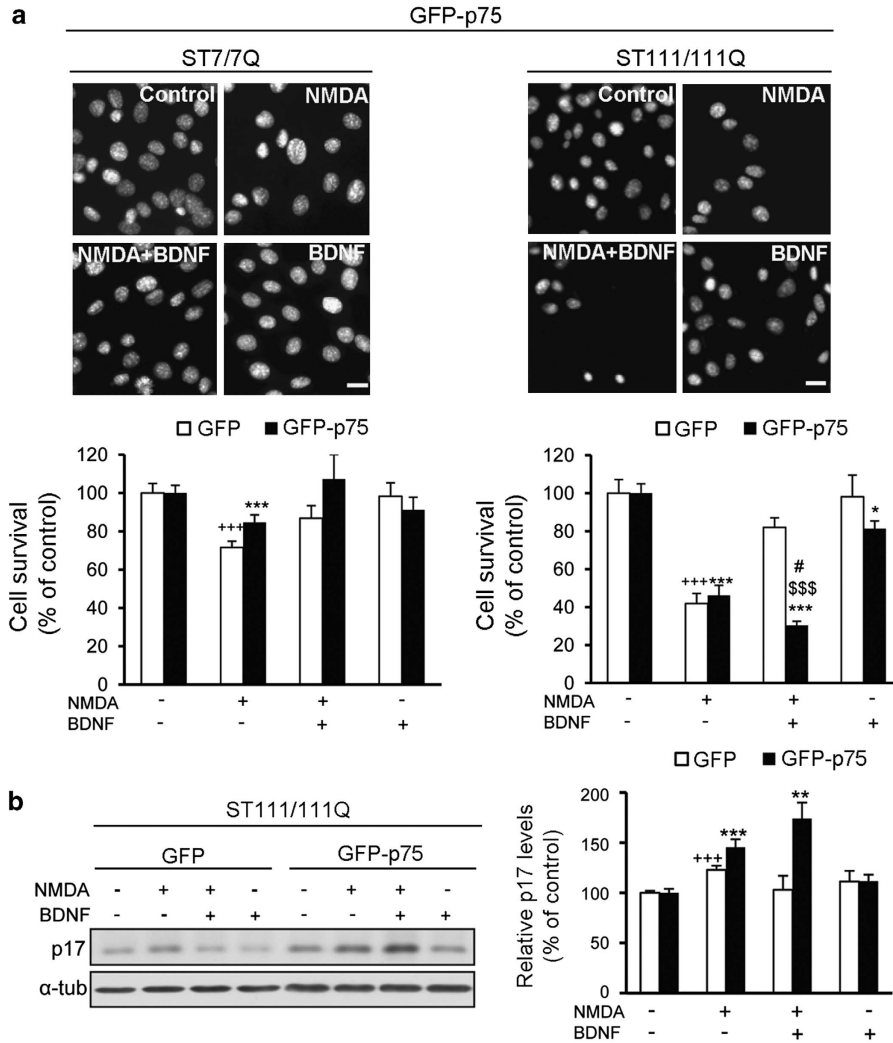 a
GFP-p75
ST7/7Q
Control
NMDA
NMDA+BDNF
BDNF
ST111/111Q
Control
NMDA
NMDA+BDNF
BDNF
GFP GFP-p75
Cell survival
(% of control)
120
100
80
60
40
20
0
+++
***
NMDA - + + -
BDNF - - + +
GFP GFP-p75
Cell survival
(% of control)
120
100
80
60
40
20
0
+++***
#
$$$
***
*
NMDA - + + -
BDNF - - + +
b
ST111/111Q
GFP GFP-p75
NMDA - + + - - + + -
BDNF - - + + - - + +
p17
α-tub
GFP GFP-p75
Relative p17 levels
(% of control)
200
150
100
50
0
+++
***
**
NMDA - + + -
BDNF - - + +